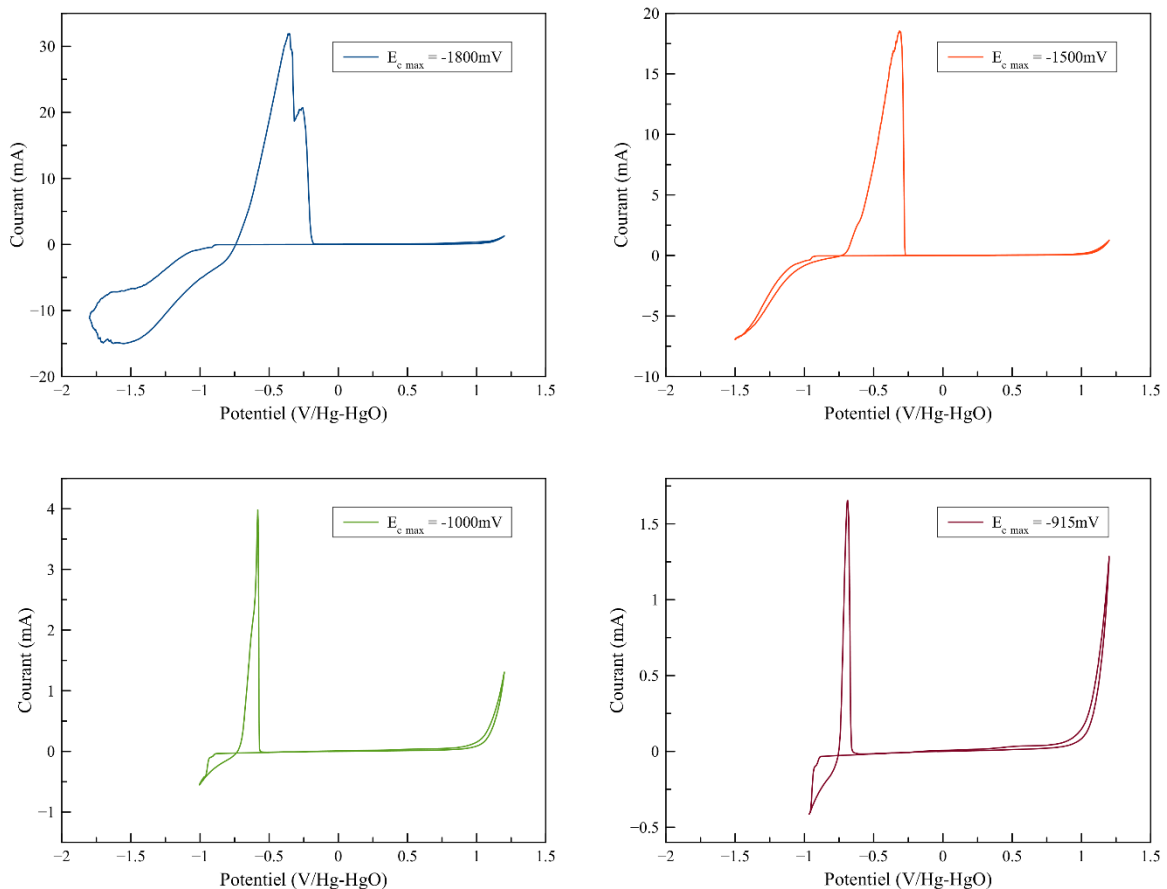 30
20
10
0
−10
−20
Courant (mA)
E_c max = -1800mV
−2 −1.5 −1 −0.5 0 0.5 1 1.5
Potentiel (V/Hg-HgO)
20
15
10
5
0
−5
−10
Courant (mA)
E_c max = -1500mV
−2 −1.5 −1 −0.5 0 0.5 1 1.5
Potentiel (V/Hg-HgO)
4
3
2
1
0
−1
Courant (mA)
E_c max = -1000mV
−2 −1.5 −1 −0.5 0 0.5 1 1.5
Potentiel (V/Hg-HgO)
1.5
1
0.5
0
−0.5
Courant (mA)
E_c max = -915mV
−2 −1.5 −1 −0.5 0 0.5 1 1.5
Potentiel (V/Hg-HgO)